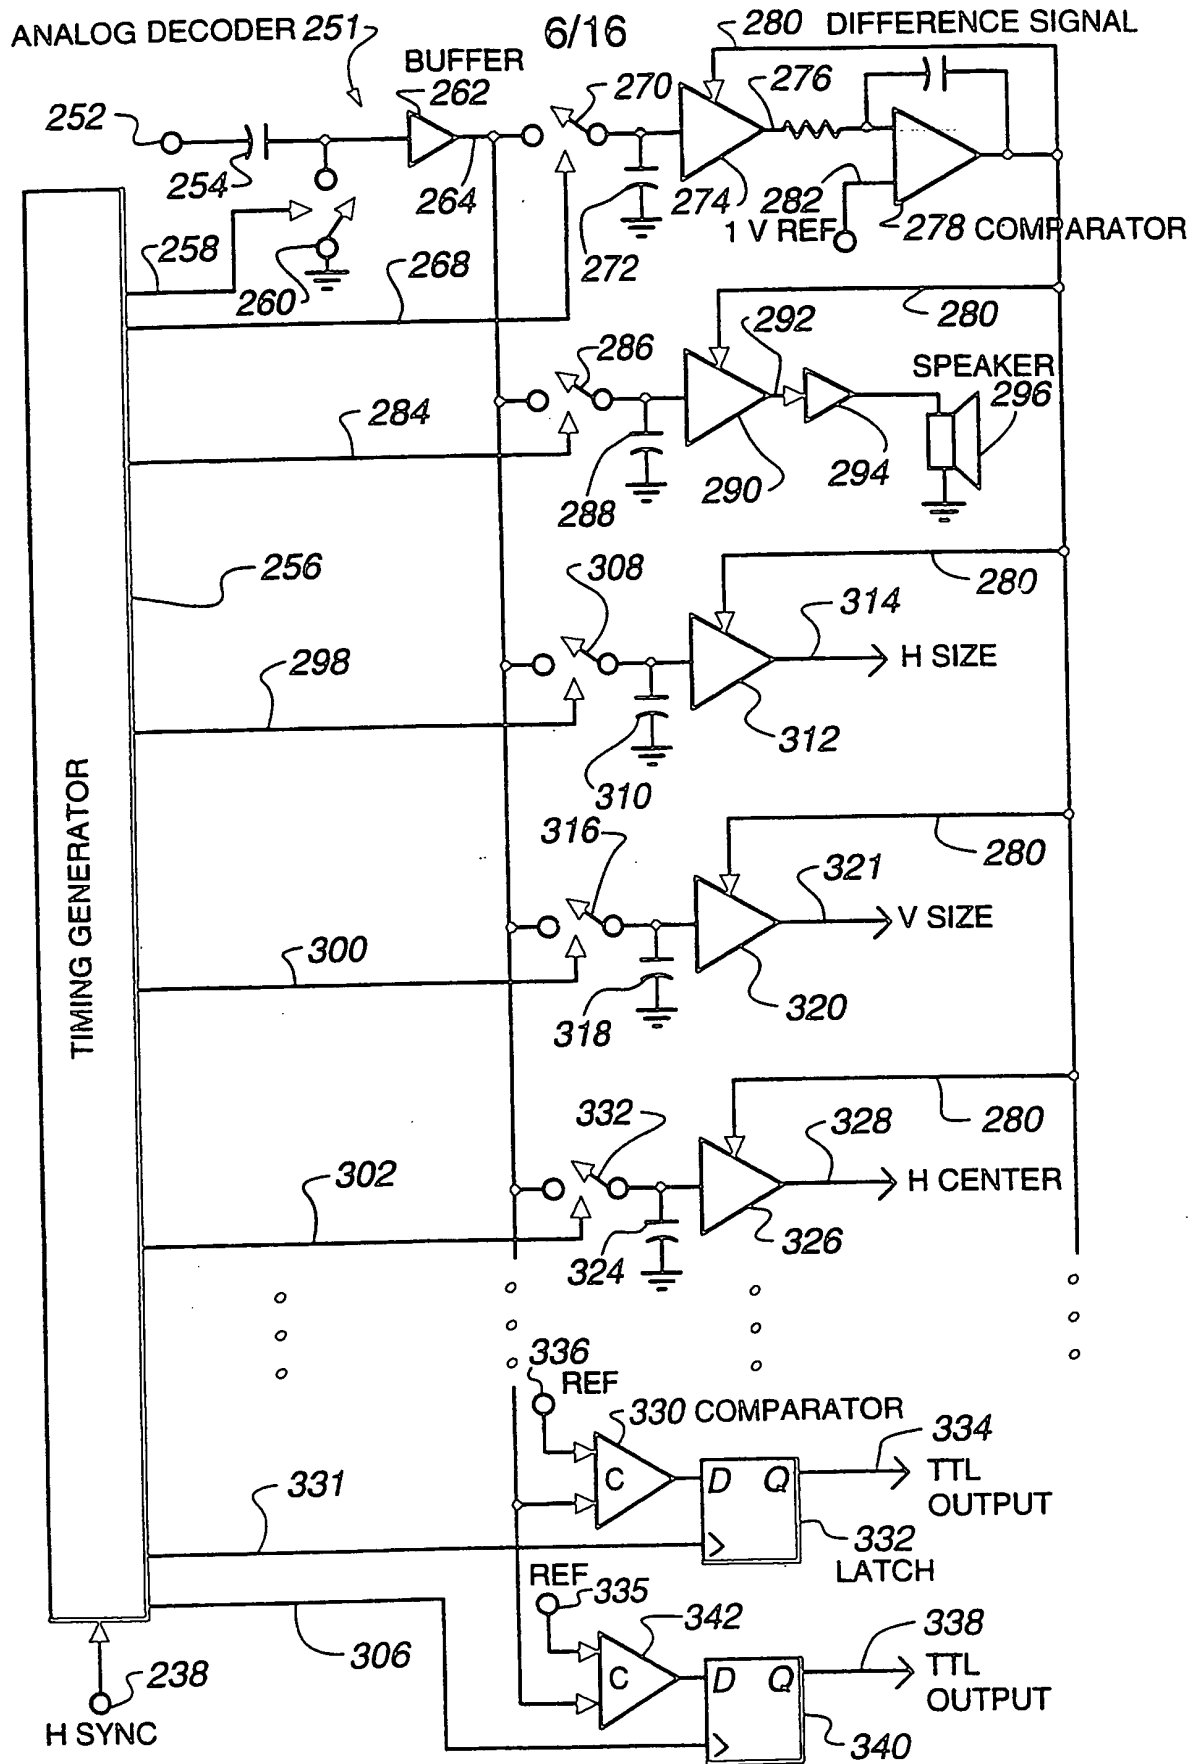 6/16
ANALOG DECODER 251
280 DIFFERENCE SIGNAL
BUFFER
262
270
276
252
254
264
272
274
282
1 V REF
278 COMPARATOR
258
260
268
280
292
286
SPEAKER
296
284
288
290
294
256
308
280
314
H SIZE
298
310
312
316
280
321
V SIZE
300
318
320
TIMING GENERATOR
332
280
328
H CENTER
302
324
326
336
REF
330 COMPARATOR
334
TTL
OUTPUT
C
D Q
331
332
LATCH
REF
335
342
338
TTL
OUTPUT
C
D Q
306
340
238
H SYNC